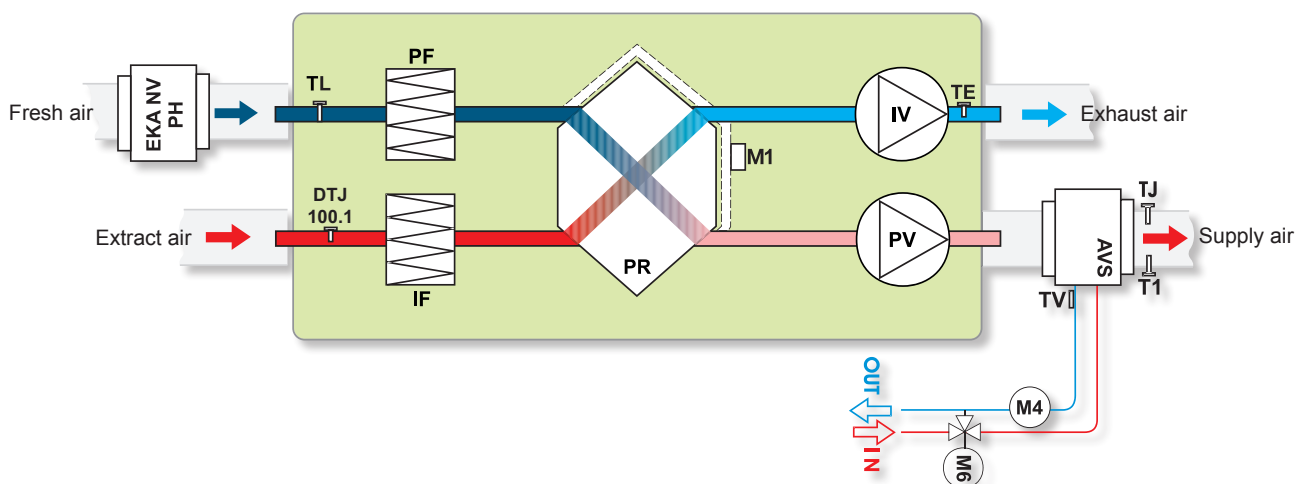 PF
EKA NV
PH
Fresh air
TL
IV
TE
Exhaust air
M1
DTJ
100.1
Extract air
IF
PR
PV
TJ
AVS
Supply air
T1
TV
OUT
IN
M4
M6